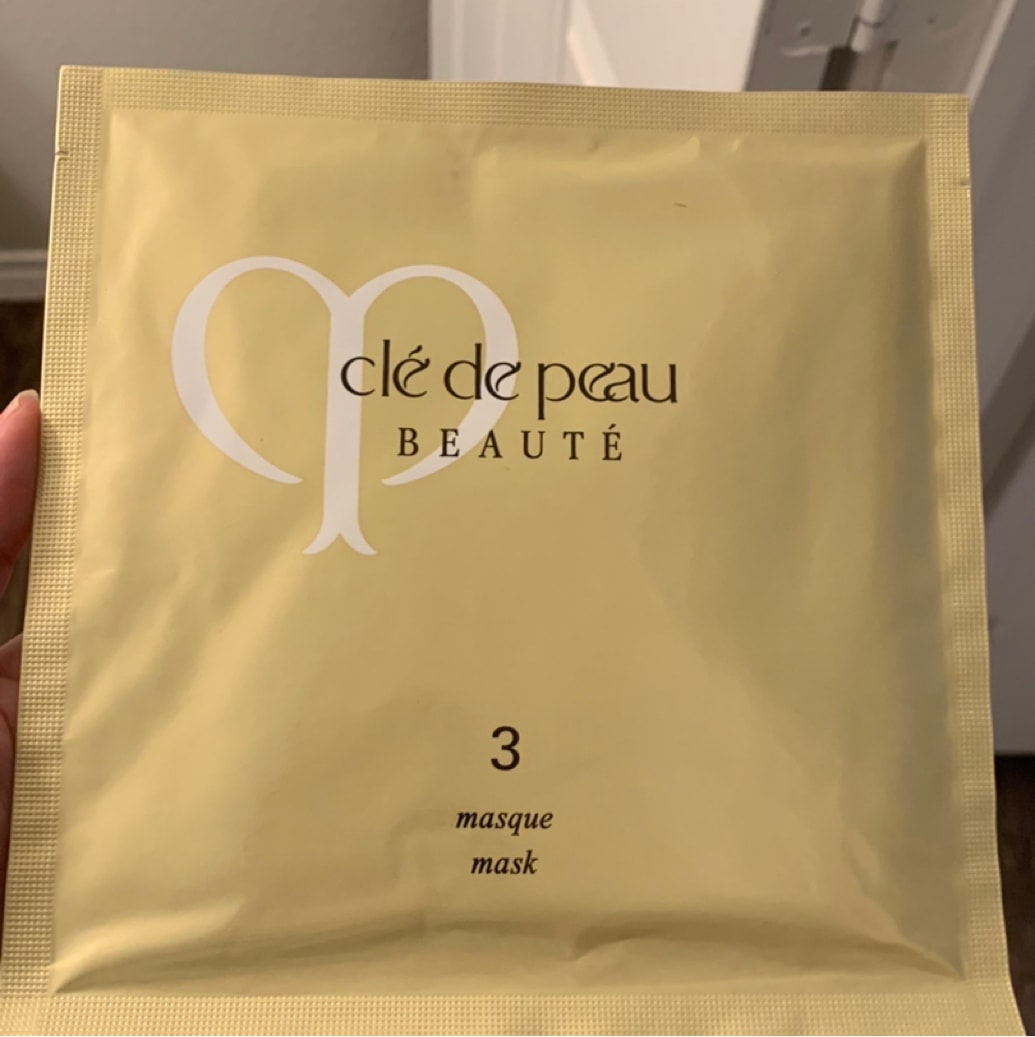 clé de peau
BEAUTÉ
3
masque
mask